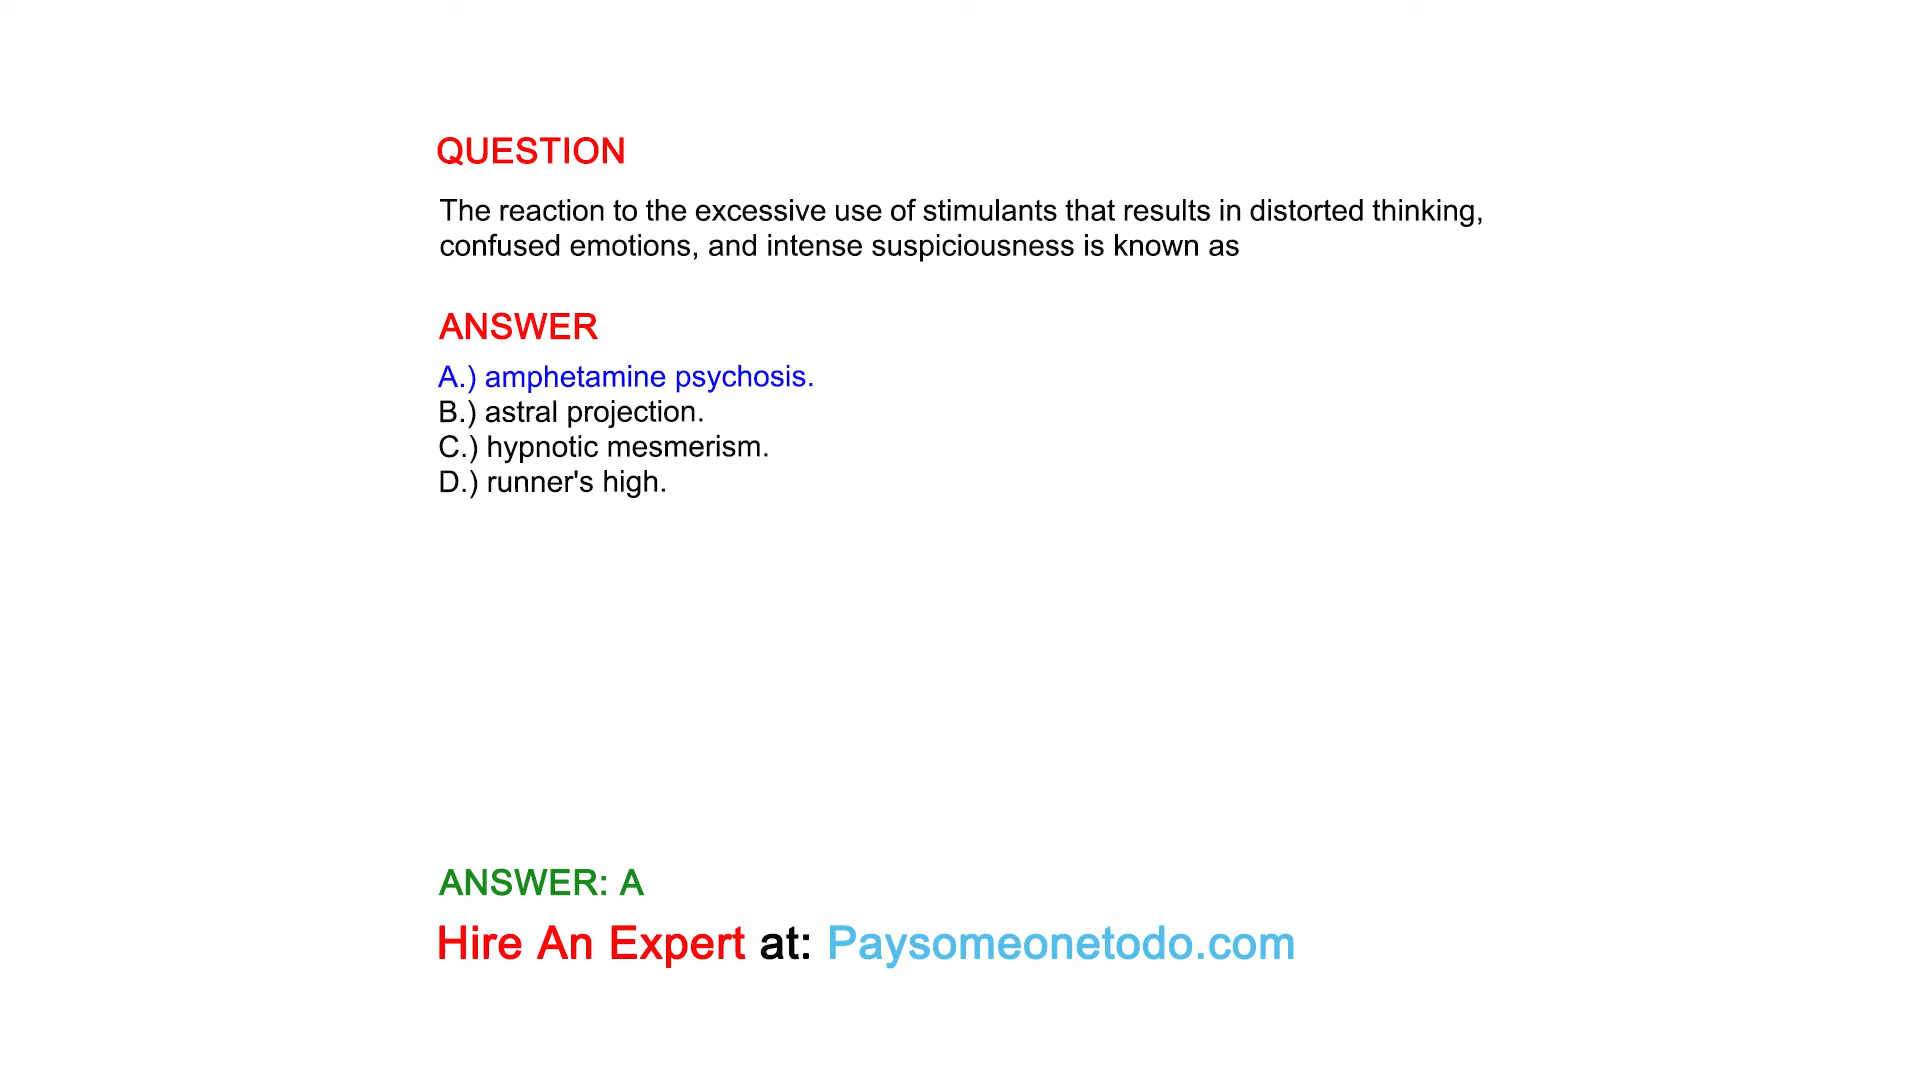 QUESTION
The reaction to the excessive use of stimulants that results in distorted thinking,
confused emotions, and intense suspiciousness is known as
ANSWER
A.) amphetamine psychosis.
B.) astral projection.
C.) hypnotic mesmerism.
D.) runner's high.
ANSWER: A
Hire An Expert at: Paysomeonetodo.com